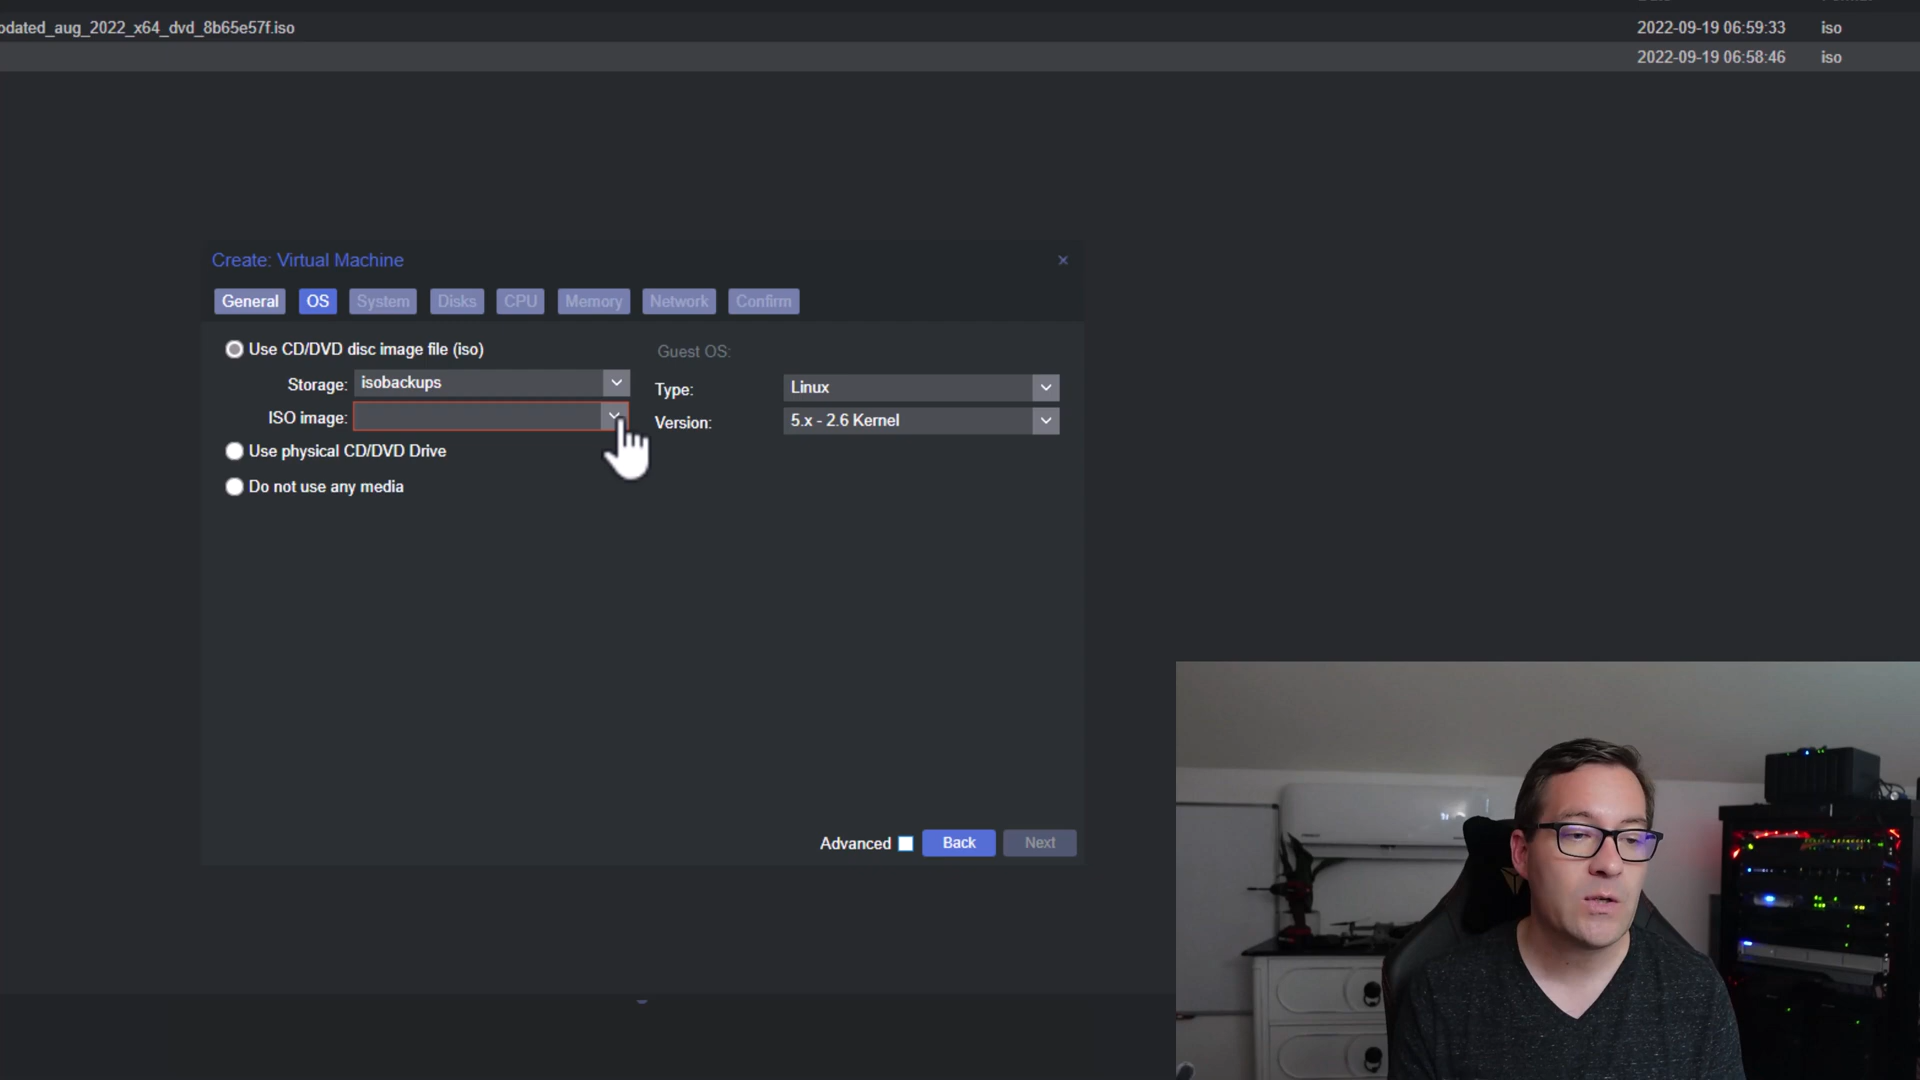 pdated_aug_2022_x64_dvd_8b65e57f.iso 2022-09-19 06:59:33 iso
2022-09-19 06:58:46 iso
Create: Virtual Machine
General OS System Disks CPU Memory Network Confirm
Use CD/DVD disc image file (iso) Guest OS:
Storage: isobackups Type: Linux
ISO image: Version: 5.x - 2.6 Kernel
Use physical CD/DVD Drive
Do not use any media
Advanced Back Next